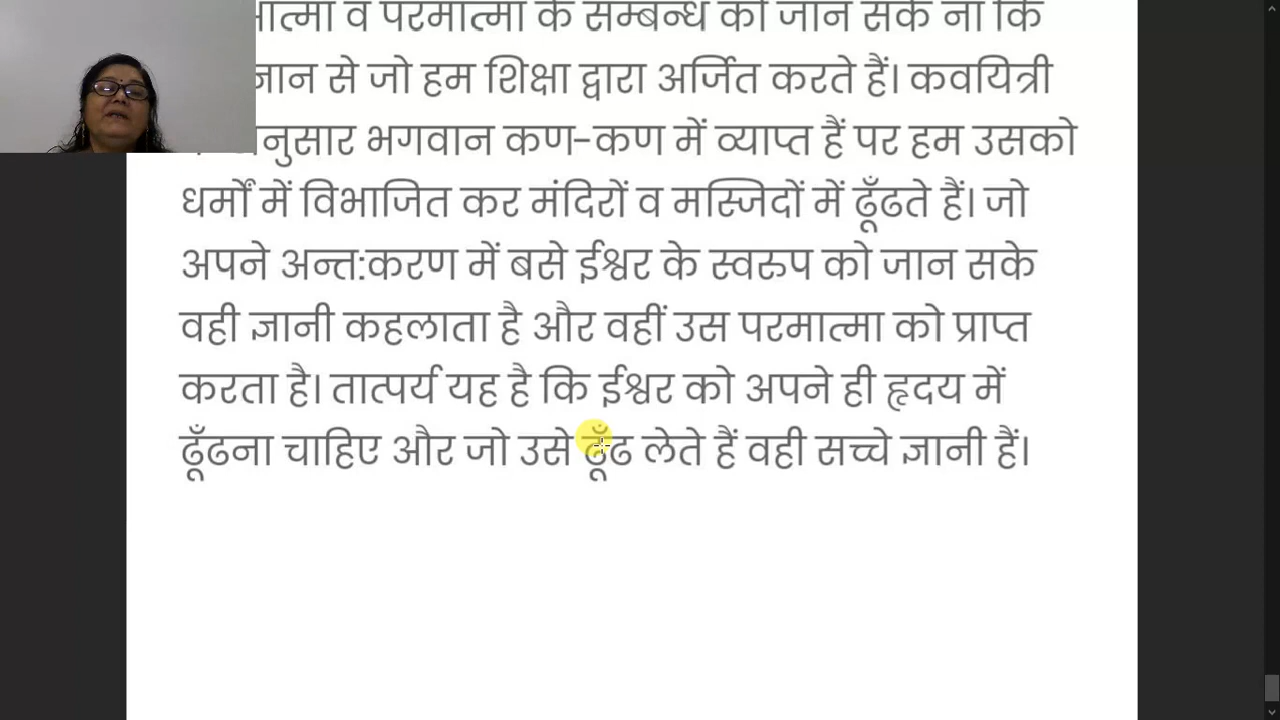 व परमात्मा के सम्बन्ध को जान सके ना कि
से जो हम शिक्षा द्वारा अर्जित करते हैं। कवयित्री
भगवान कण-कण में व्याप्त हैं पर हम उसको
धर्मों में विभाजित कर मंदिरों व मस्जिदों में ढूँढते हैं। जो
अपने अन्त:करण में बसे ईश्वर के स्वरुप को जान सके
वही ज्ञानी कहलाता है और वहीं उस परमात्मा को प्राप्त
करता है। तात्पर्य यह है कि ईश्वर को अपने ही हृदय में
ढूँढना चाहिए और जो उसे ढूँढ लेते हैं वही सच्चे ज्ञानी हैं।